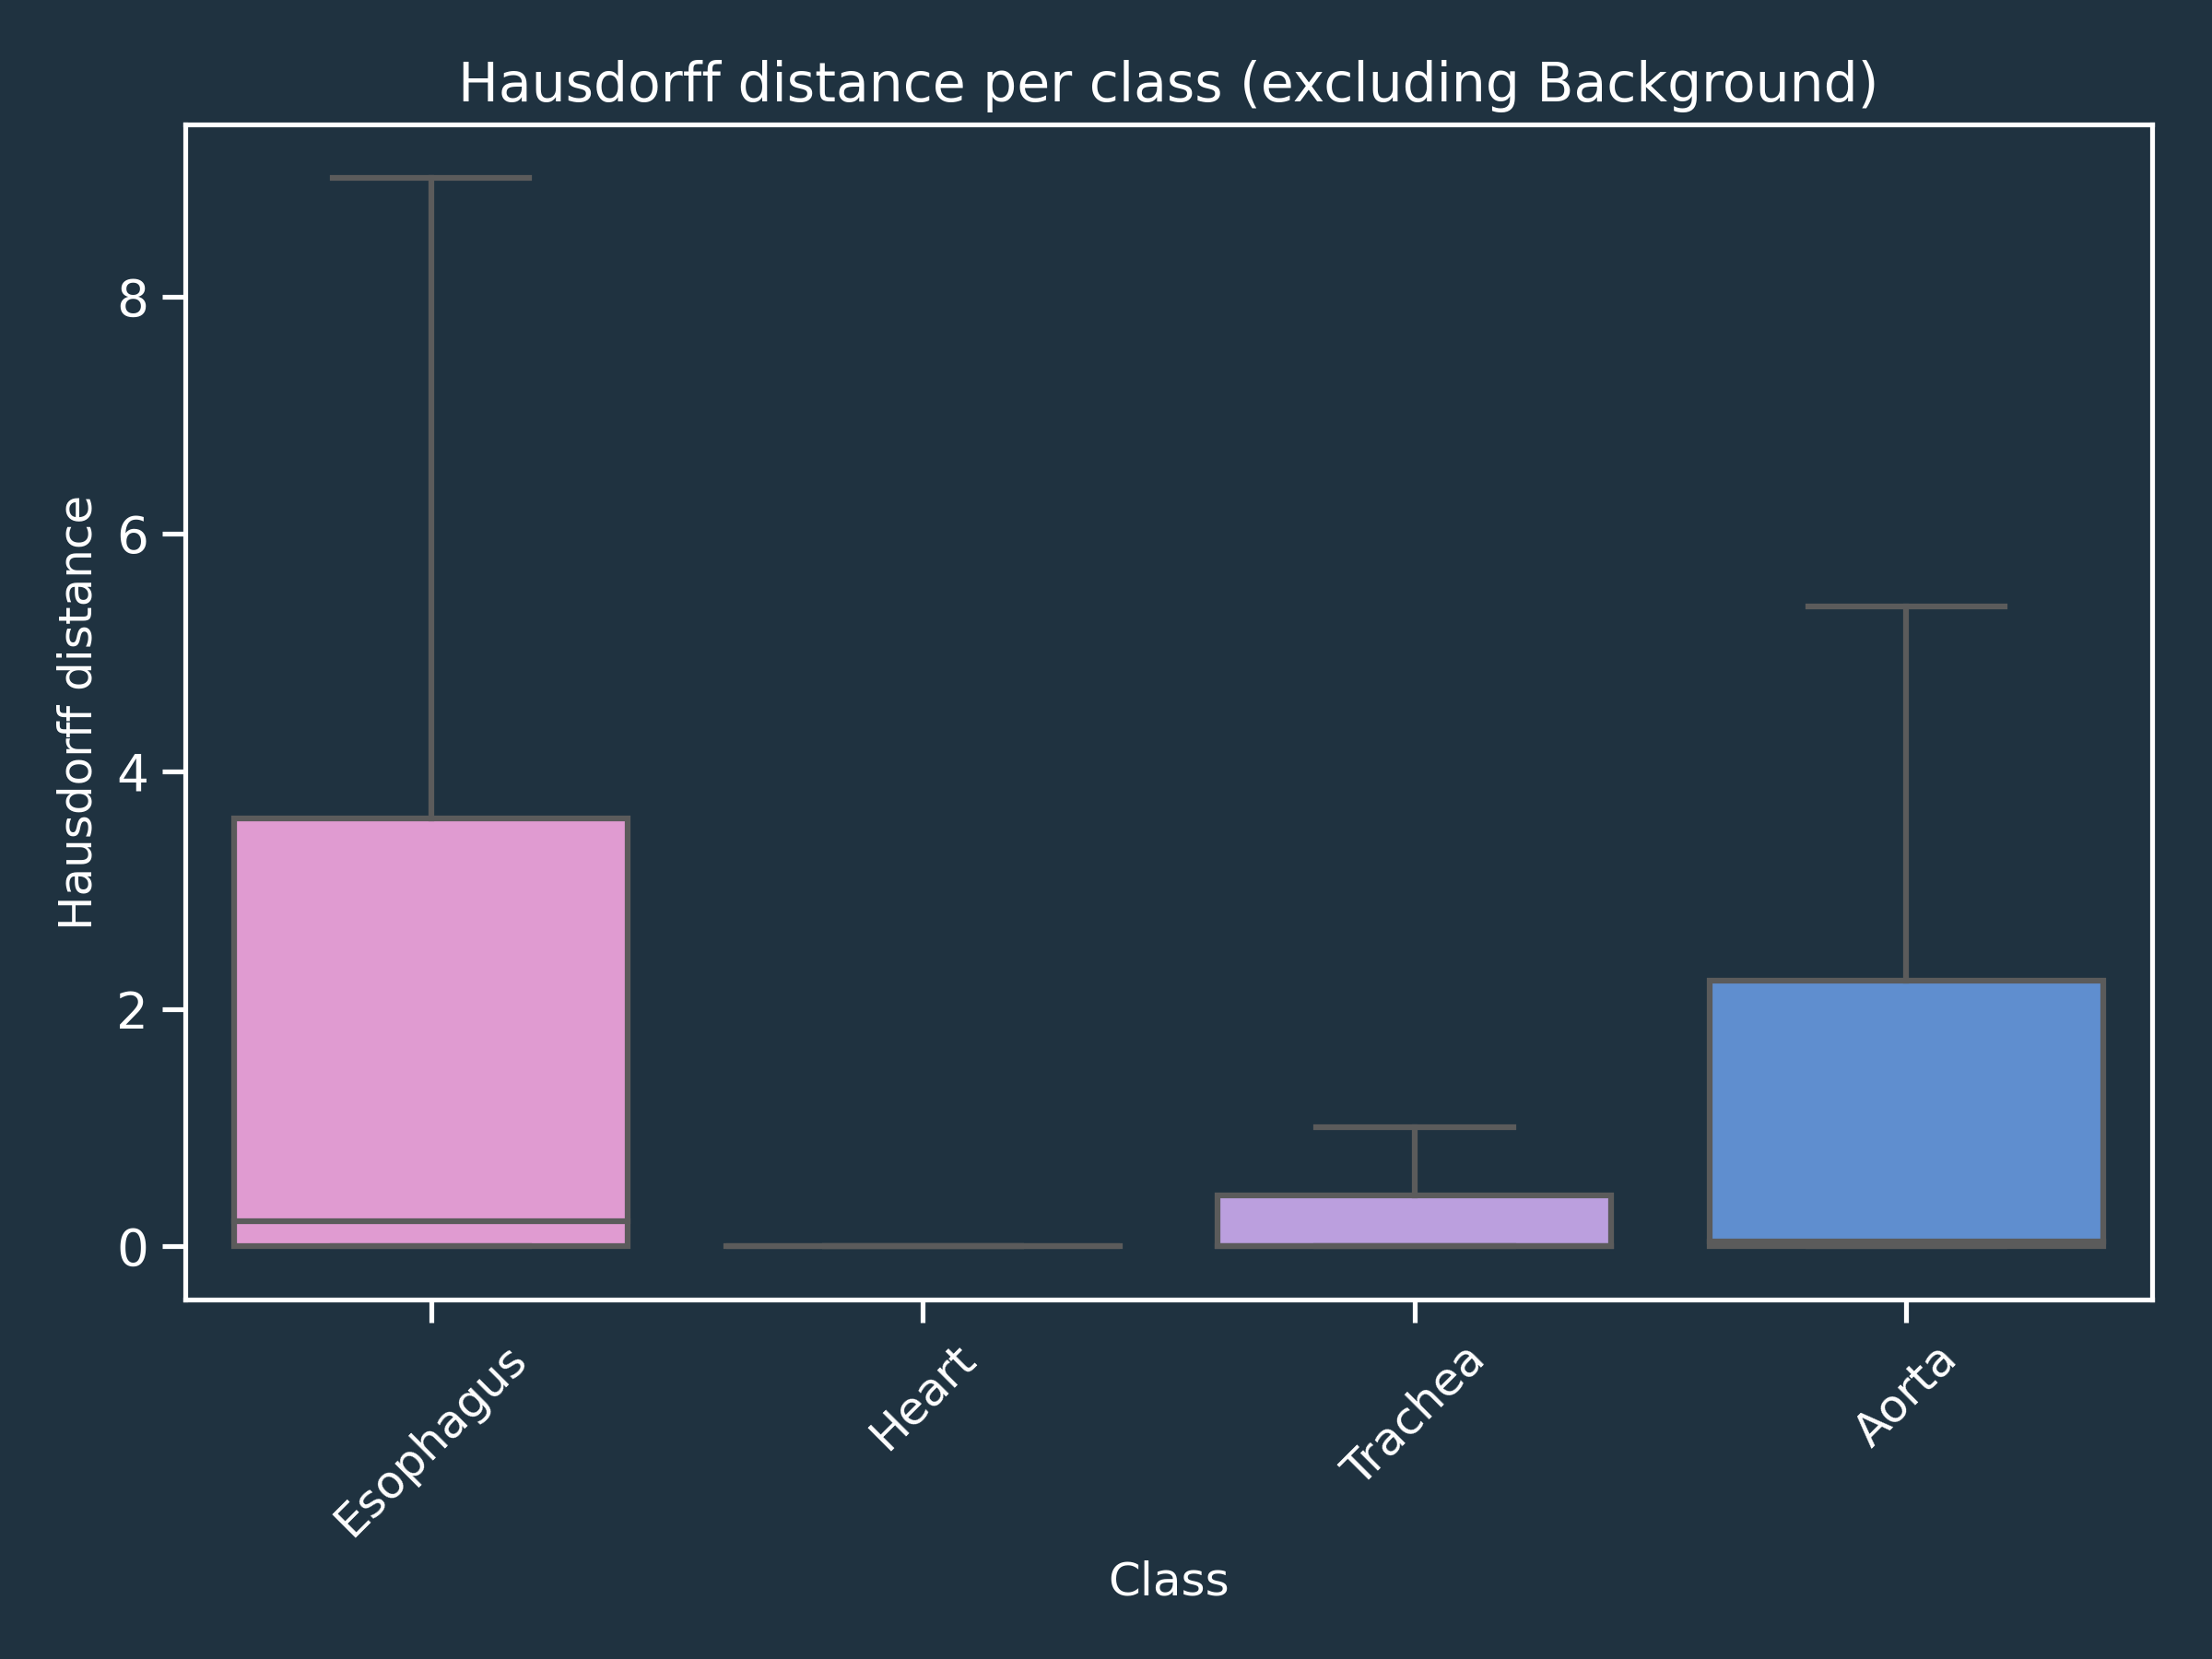 Hausdorff distance per class (excluding Background)
Hausdorff distance
8
6
4
2
0
Esophagus
Heart
Trachea
Aorta
Class